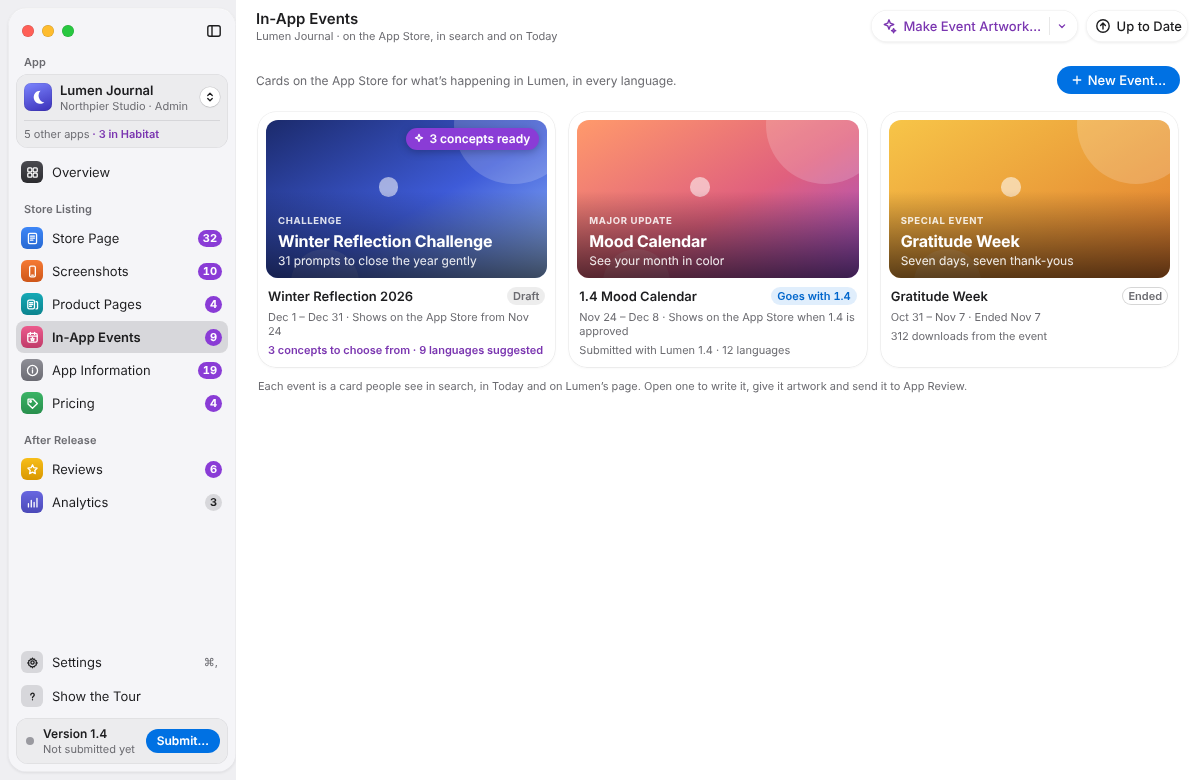 App
Lumen Journal
Northpier Studio · Admin
5 other apps · 3 in Habitat
Overview
Store Listing
Store Page 32
Screenshots 10
Product Pages 4
In-App Events 9
App Information 19
Pricing 4
After Release
Reviews 6
Analytics 3
Settings ⌘,
? Show the Tour
Version 1.4
Not submitted yet
Submit...
In-App Events
Lumen Journal · on the App Store, in search and on Today
Make Event Artwork...
Up to Date
Cards on the App Store for what’s happening in Lumen, in every language.
+ New Event...
3 concepts ready
CHALLENGE
Winter Reflection Challenge
31 prompts to close the year gently
Winter Reflection 2026
Draft
Dec 1 – Dec 31 · Shows on the App Store from Nov
24
3 concepts to choose from · 9 languages suggested
MAJOR UPDATE
Mood Calendar
See your month in color
1.4 Mood Calendar
Goes with 1.4
Nov 24 – Dec 8 · Shows on the App Store when 1.4 is
approved
Submitted with Lumen 1.4 · 12 languages
SPECIAL EVENT
Gratitude Week
Seven days, seven thank-yous
Gratitude Week
Ended
Oct 31 – Nov 7 · Ended Nov 7
312 downloads from the event
Each event is a card people see in search, in Today and on Lumen’s page. Open one to write it, give it artwork and send it to App Review.